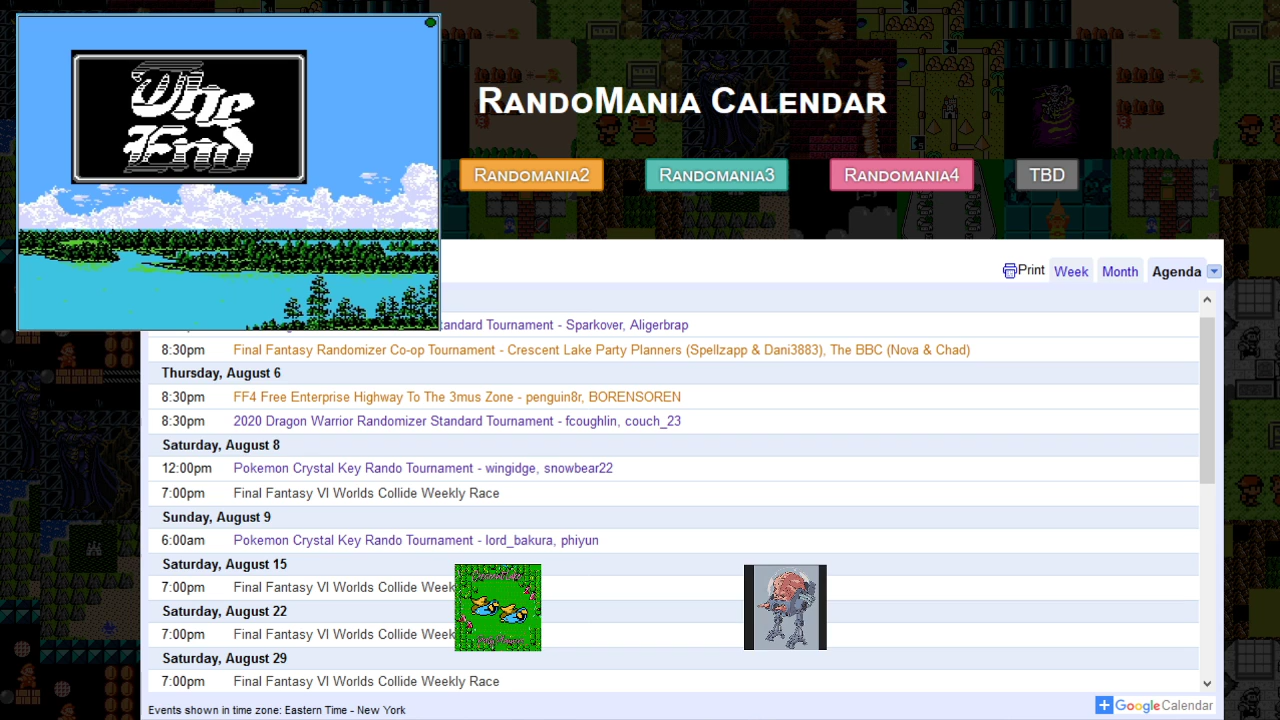 The
End
RandoMania Calendar
Randomania2
Randomania3
Randomania4
TBD
Print
Week
Month
Agenda
tandard Tournament - Sparkover, Aligerbrap
8:30pm Final Fantasy Randomizer Co-op Tournament - Crescent Lake Party Planners (Spellzapp & Dani3883), The BBC (Nova & Chad)
Thursday, August 6
8:30pm FF4 Free Enterprise Highway To The 3mus Zone - penguin8r, BORENSOREN
8:30pm 2020 Dragon Warrior Randomizer Standard Tournament - fcoughlin, couch_23
Saturday, August 8
12:00pm Pokemon Crystal Key Rando Tournament - wingidge, snowbear22
7:00pm Final Fantasy VI Worlds Collide Weekly Race
Sunday, August 9
6:00am Pokemon Crystal Key Rando Tournament - lord_bakura, phiyun
Saturday, August 15
7:00pm Final Fantasy VI Worlds Collide Week
Saturday, August 22
7:00pm Final Fantasy VI Worlds Collide Week
Saturday, August 29
7:00pm Final Fantasy VI Worlds Collide Weekly Race
Crescent Lake
Party Planners
Events shown in time zone: Eastern Time - New York
Google Calendar